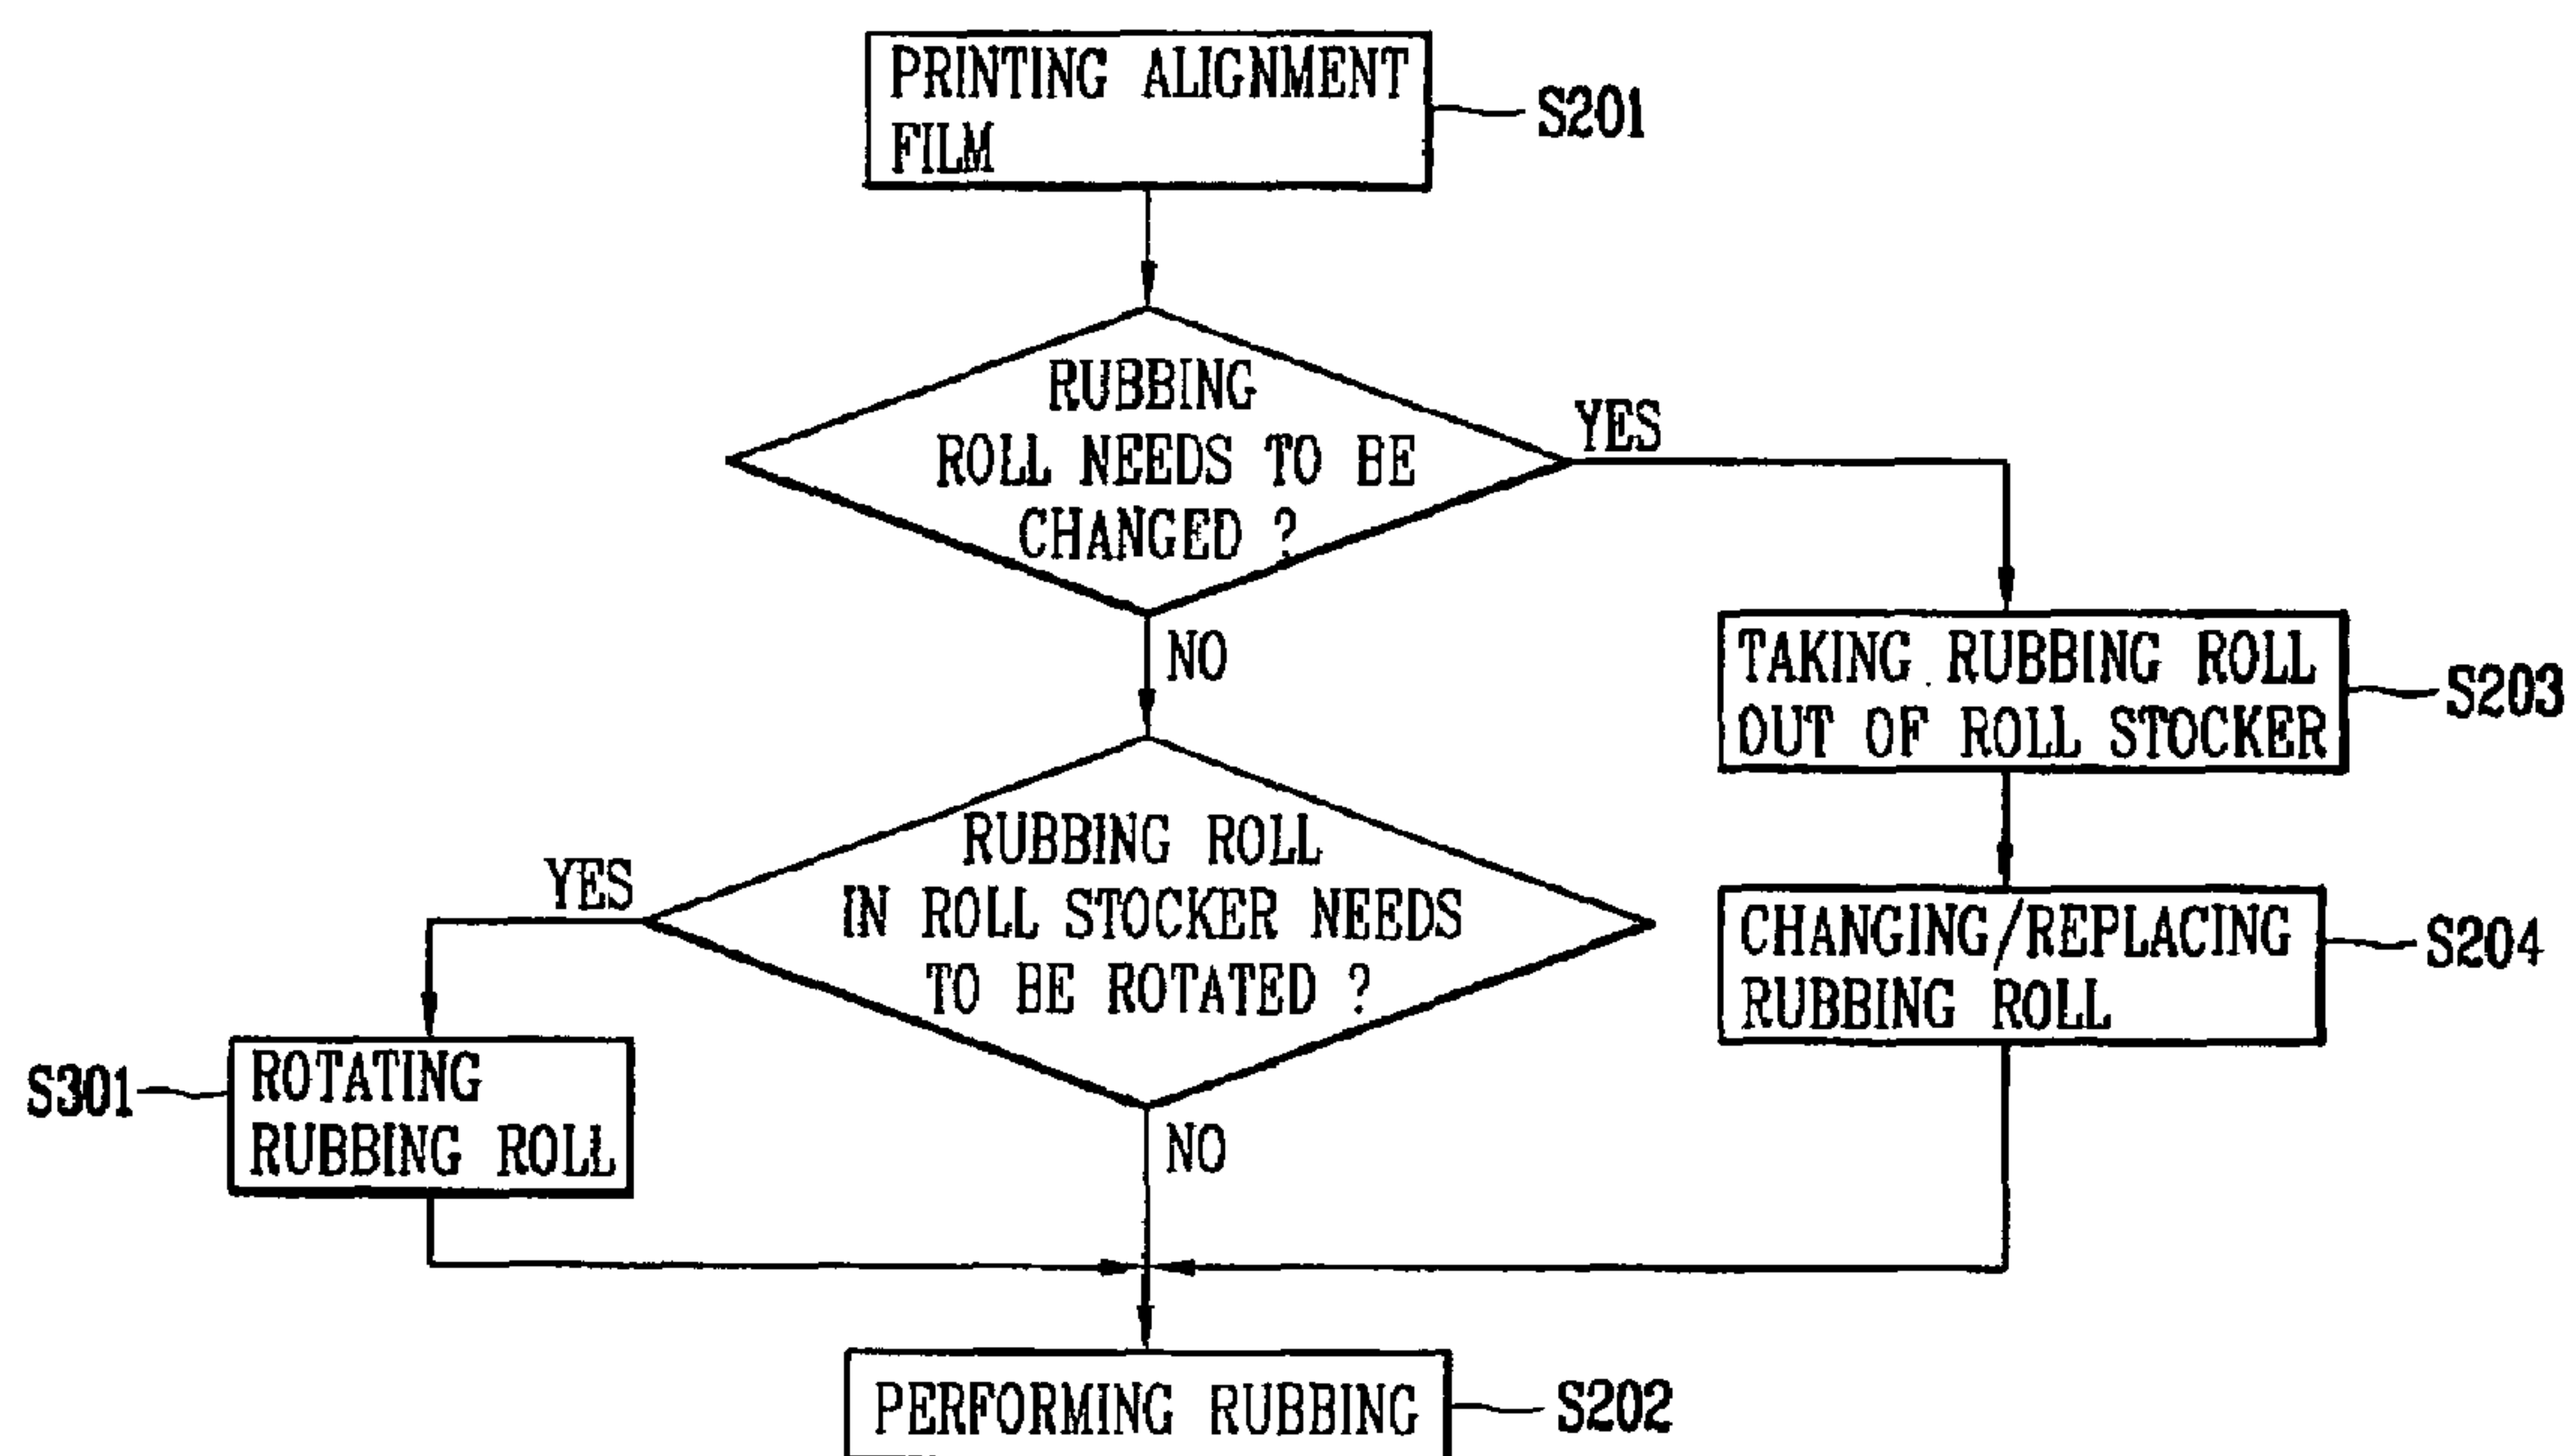 PRINTING ALIGNMENT
FILM
S201
RUBBING
ROLL NEEDS TO BE
CHANGED ?
YES
NO
TAKING RUBBING ROLL
OUT OF ROLL STOCKER
S203
RUBBING ROLL
IN ROLL STOCKER NEEDS
TO BE ROTATED ?
YES
NO
CHANGING/REPLACING
RUBBING ROLL
S204
S301
ROTATING
RUBBING ROLL
PERFORMING RUBBING
S202